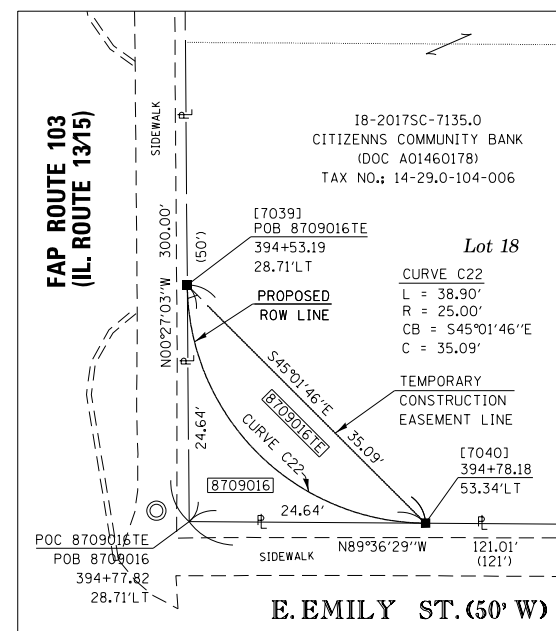 FAP ROUTE 103
(IL. ROUTE 13/15)
SIDEWALK
I8-2017SC-7135.0
CITIZENNS COMMUNITY BANK
(DOC A01460178)
TAX NO.; 14-29.0-104-006
N00°27'03"W 300.00'
(50')
[7039]
POB 8709016TE
394+53.19
28.71'LT
Lot 18
CURVE C22
L = 38.90'
R = 25.00'
CB = S45°01'46"E
C = 35.09'
PROPOSED
ROW LINE
S45°01'46"E 35.09'
8709016TE
TEMPORARY
CONSTRUCTION
EASEMENT LINE
24.64'
CURVE C22
[7040]
394+78.18
53.34'LT
8709016
24.64'
POC 8709016TE
POB 8709016
394+77.82
28.71'LT
SIDEWALK
N89°36'29"W 121.01'
(121')
E. EMILY ST. (50' W)
PL
PL
PL
PL